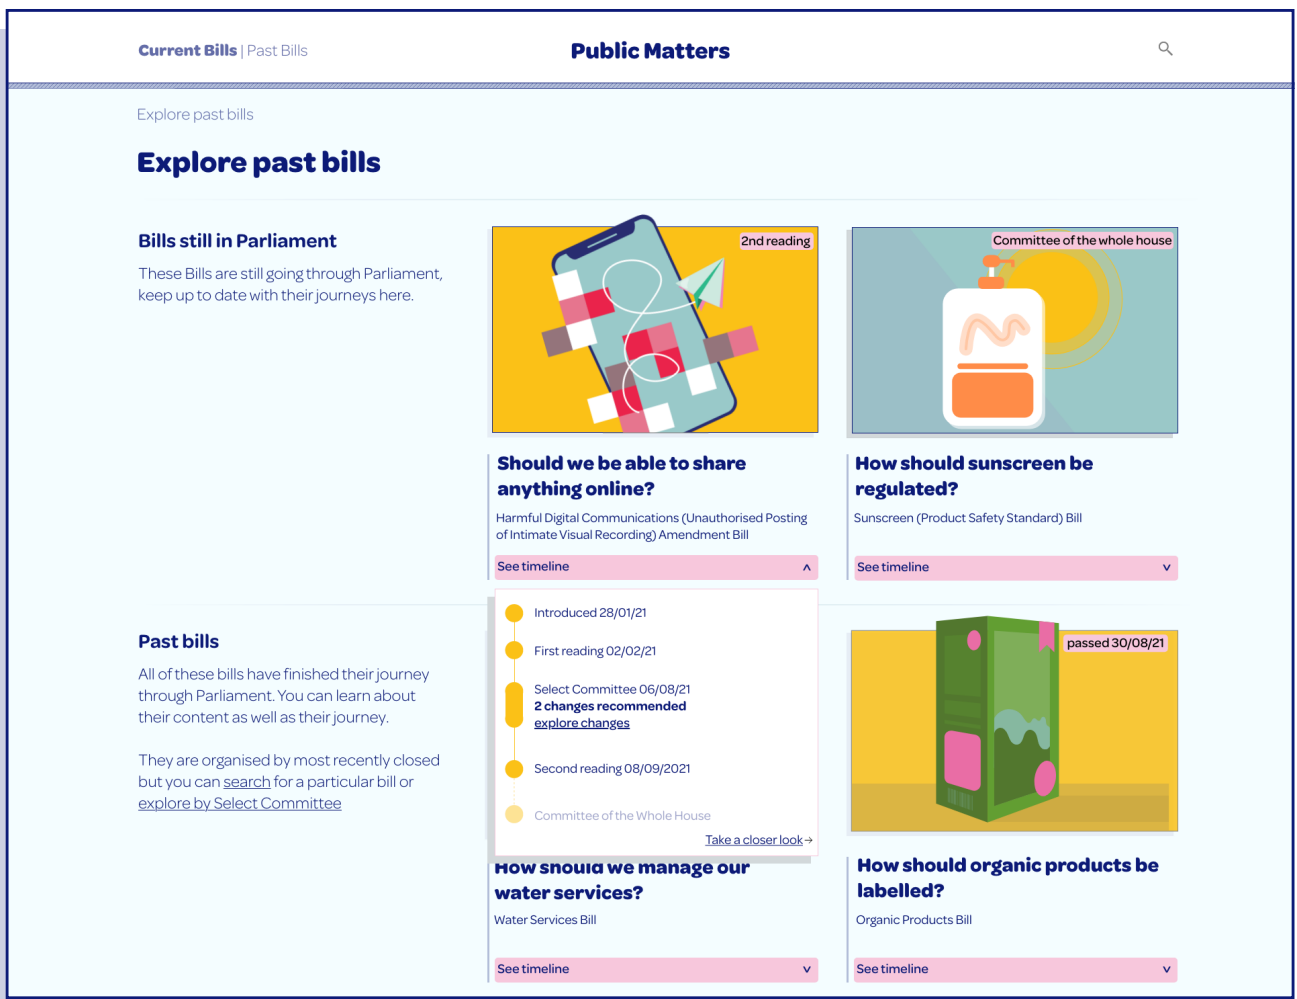 Current Bills | Past Bills
Public Matters
Explore past bills
Explore past bills
Bills still in Parliament
These Bills are still going through Parliament,
keep up to date with their journeys here.
2nd reading
Should we be able to share
anything online?
Harmful Digital Communications (Unauthorised Posting
of Intimate Visual Recording) Amendment Bill
See timeline
Introduced 28/01/21
First reading 02/02/21
Select Committee 06/08/21
2 changes recommended
explore changes
Second reading 08/09/2021
Committee of the Whole House
Take a closer look→
Committee of the whole house
How should sunscreen be
regulated?
Sunscreen (Product Safety Standard) Bill
See timeline
Past bills
All of these bills have finished their journey
through Parliament. You can learn about
their content as well as their journey.
They are organised by most recently closed
but you can search for a particular bill or
explore by Select Committee
How should we manage our
water services?
Water Services Bill
See timeline
passed 30/08/21
How should organic products be
labelled?
Organic Products Bill
See timeline